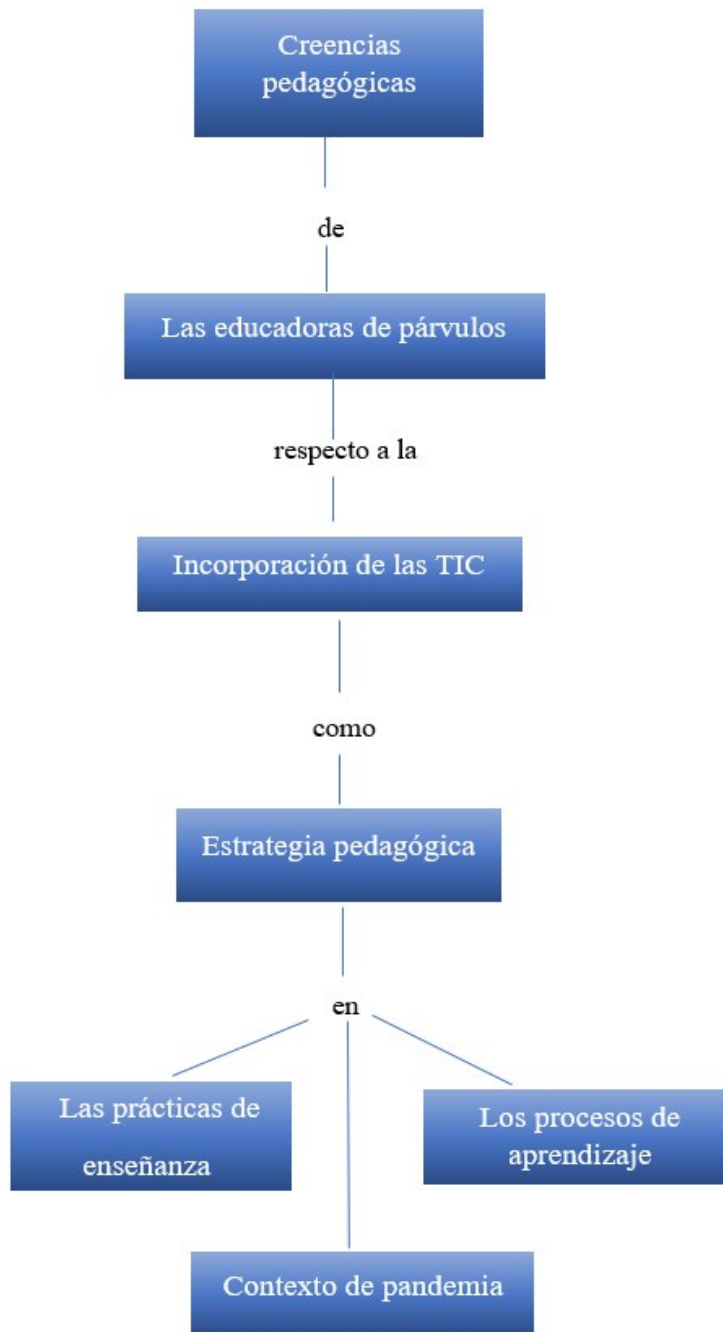 Creencias
pedagógicas
de
Las educadoras de párvulos
respecto a la
Incorporación de las TIC
como
Estrategia pedagógica
en
Las prácticas de
enseñanza
Los procesos de
aprendizaje
Contexto de pandemia